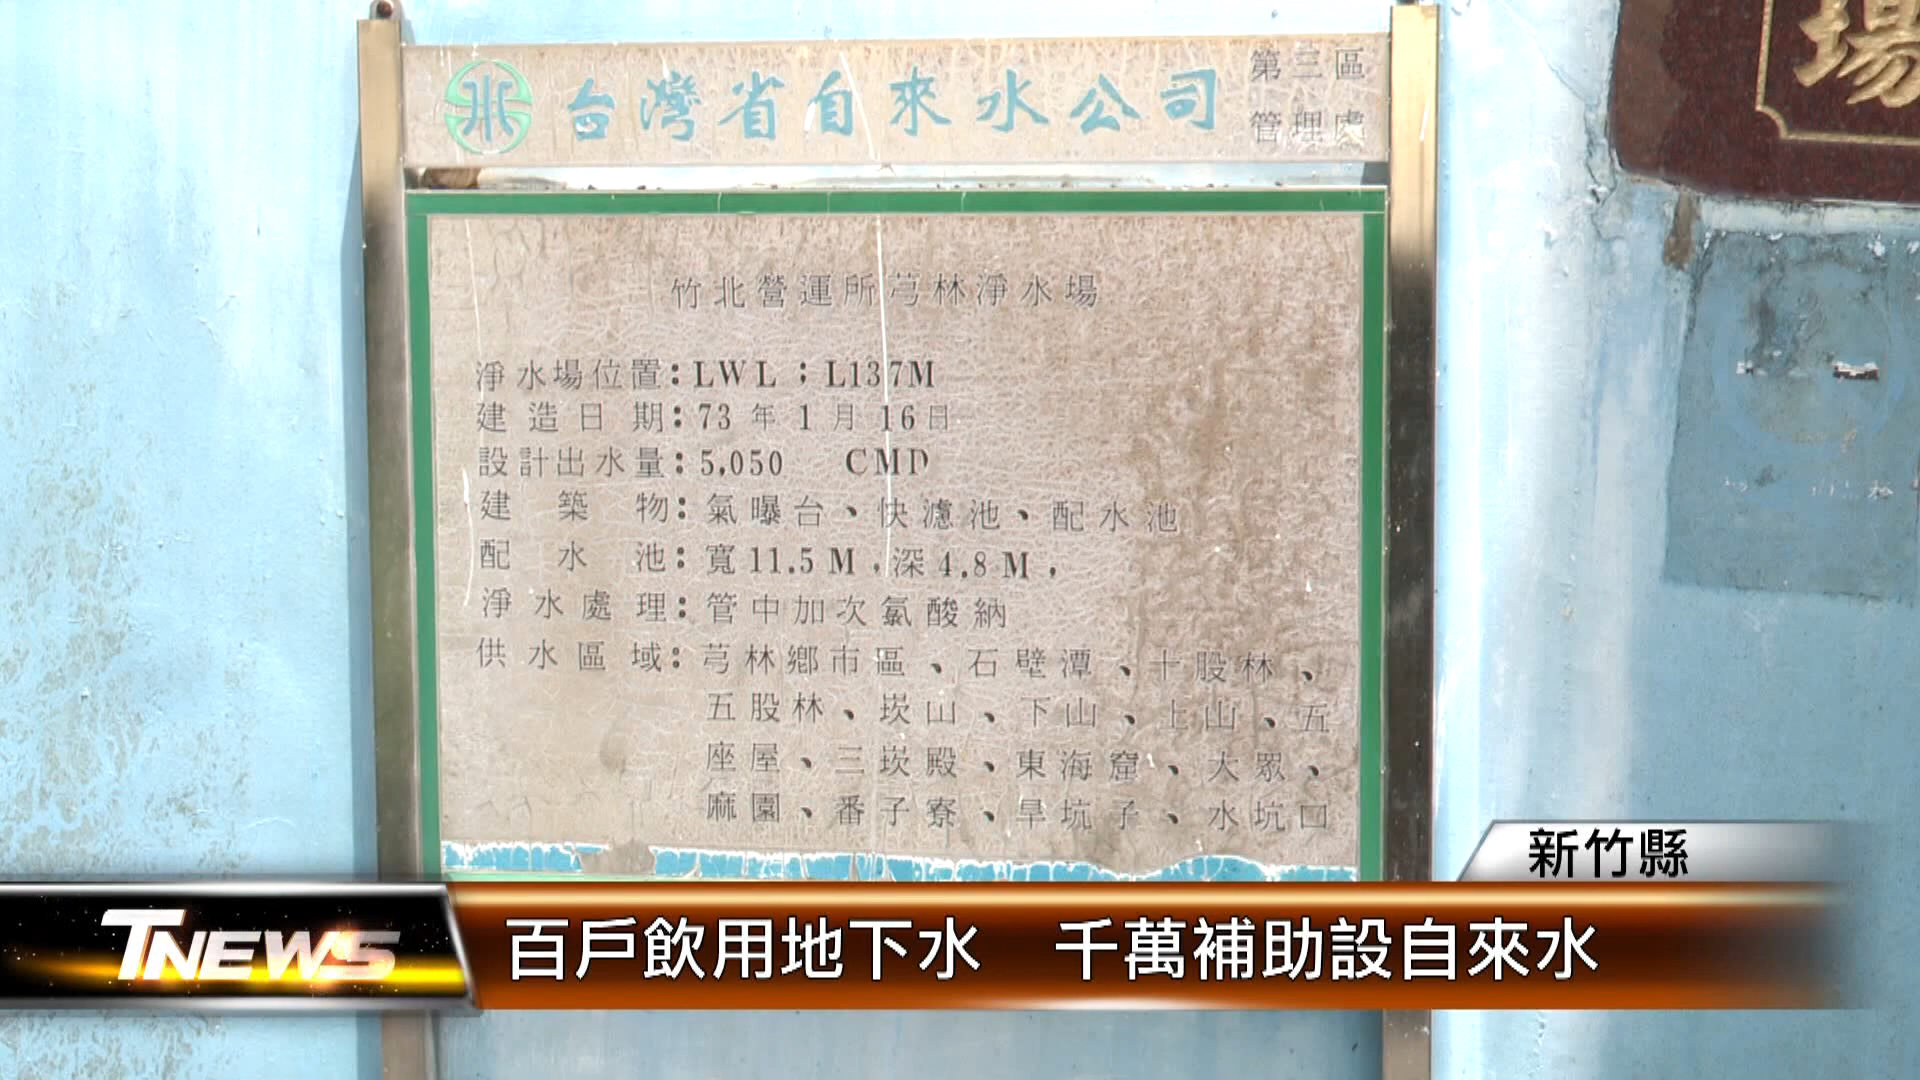 台灣省自來水公司 第三區管理處
場
竹北營運所芎林淨水場
淨水場位置：LWL；L137M
建造日期：73年1月16日
設計出水量：5,050 CMD
建築物：氣曝台、快濾池、配水池
配水池：寬11.5M，深4.8M，
淨水處理：管中加次氯酸納
供水區域：芎林鄉市區、石壁潭、十股林、
五股林、崁山、下山、上山、五
座屋、三崁殿、東海窟、大眾、
麻園、番子寮、旱坑子、水坑口
新竹縣
TNEWS 百戶飲用地下水 千萬補助設自來水